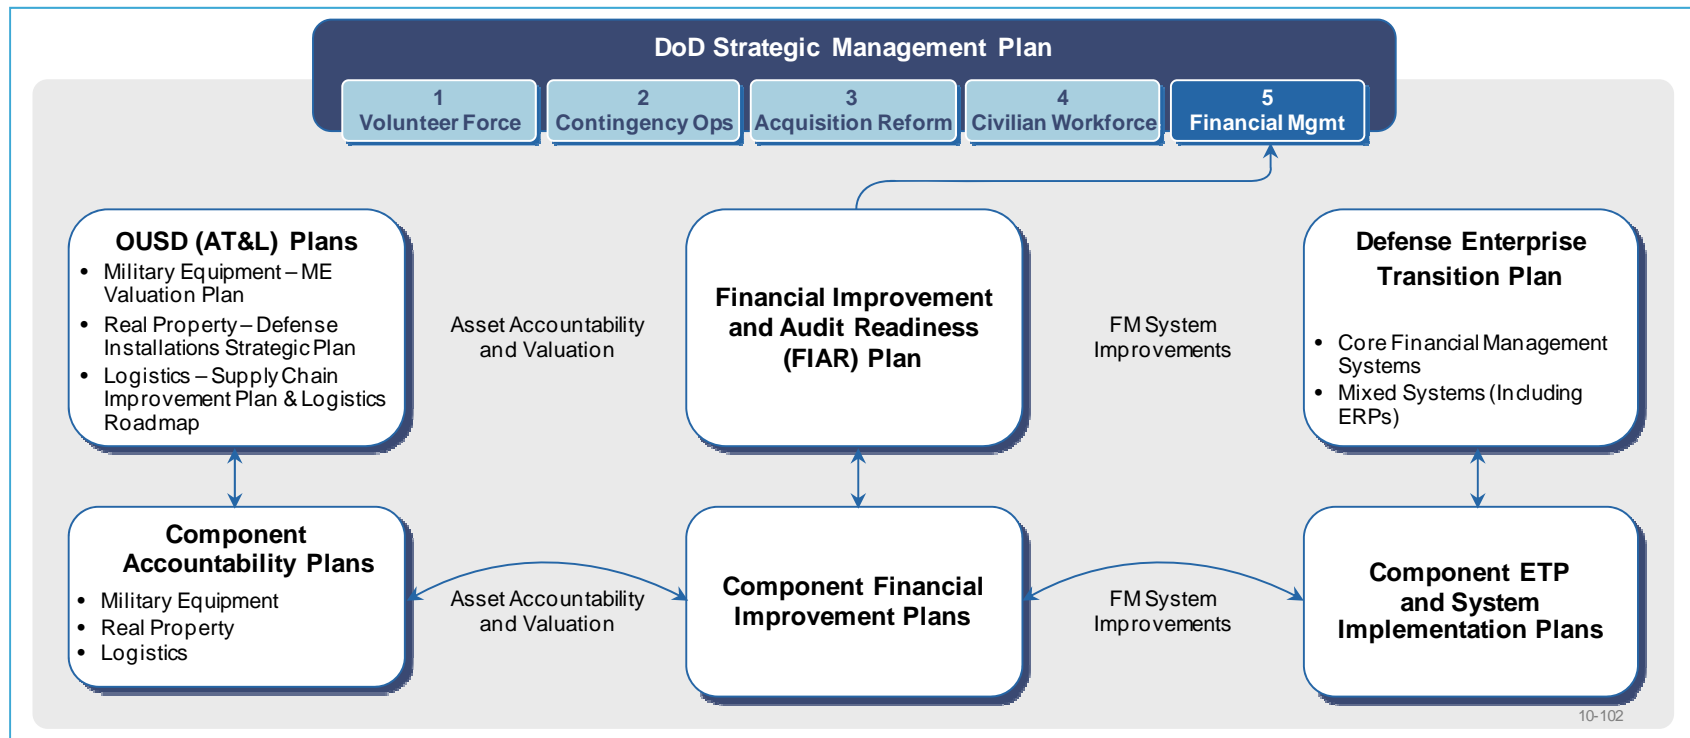 DoD Strategic Management Plan
1
Volunteer Force
2
Contingency Ops
3
Acquisition Reform
4
Civilian Workforce
5
Financial Mgmt
OUSD (AT&L) Plans
• Military Equipment – ME
Valuation Plan
• Real Property – Defense
Installations Strategic Plan
• Logistics – Supply Chain
Improvement Plan & Logistics
Roadmap
Asset Accountability
and Valuation
Financial Improvement
and Audit Readiness
(FIAR) Plan
FM System
Improvements
Defense Enterprise
Transition Plan
• Core Financial Management
Systems
• Mixed Systems (Including
ERPs)
Component
Accountability Plans
• Military Equipment
• Real Property
• Logistics
Asset Accountability
and Valuation
Component Financial
Improvement Plans
FM System
Improvements
Component ETP
and System
Implementation Plans
10-102